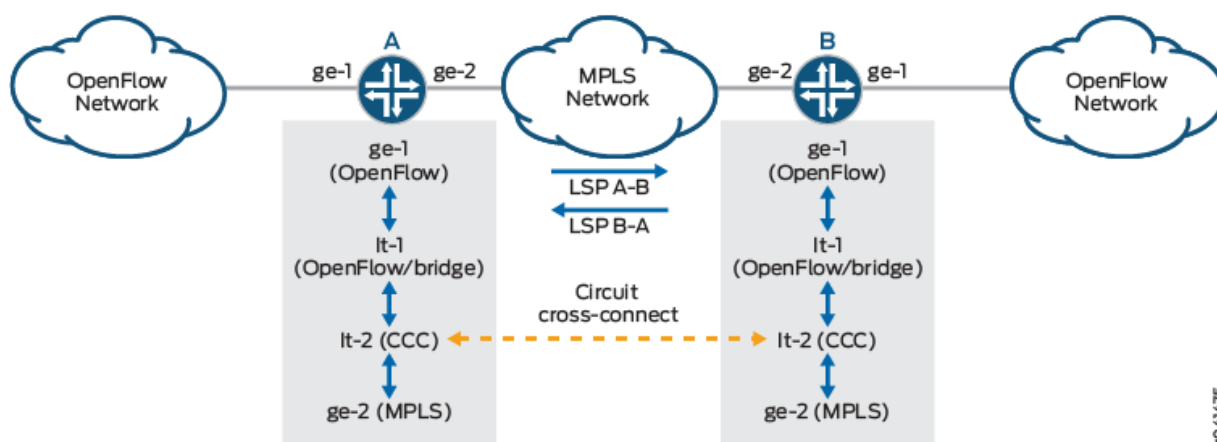 A
B
OpenFlow
Network
ge-1
ge-2
MPLS
Network
ge-2
ge-1
OpenFlow
Network
ge-1
(OpenFlow)
lt-1
(OpenFlow/bridge)
lt-2 (CCC)
ge-2 (MPLS)
LSP A-B
LSP B-A
Circuit
cross-connect
ge-1
(OpenFlow)
lt-1
(OpenFlow/bridge)
lt-2 (CCC)
ge-2 (MPLS)